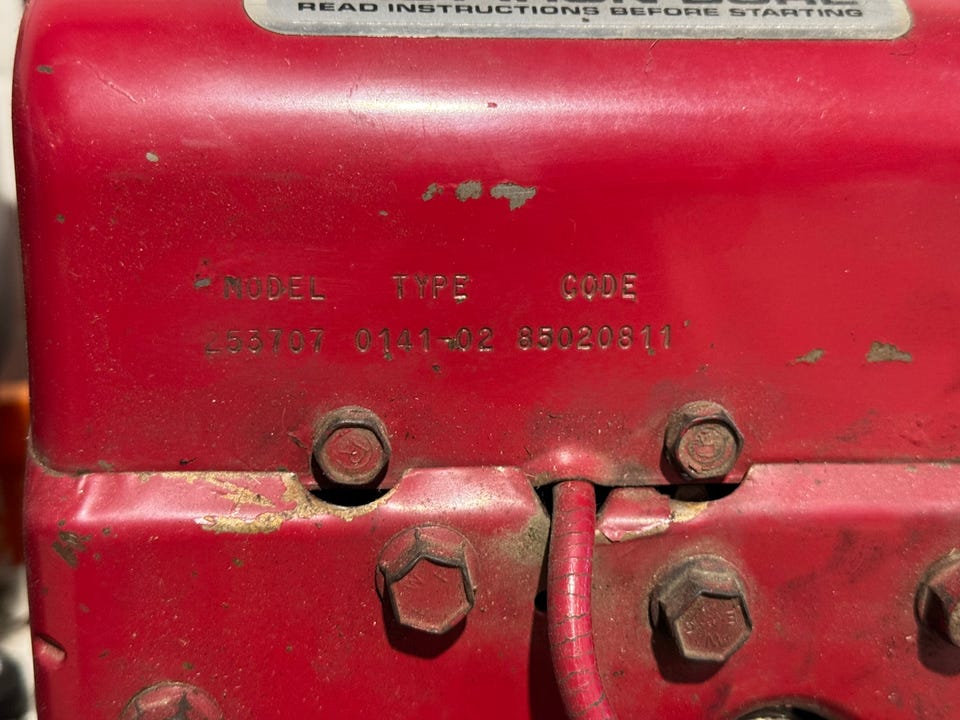 READ INSTRUCTIONS BEFORE STARTING
MODEL TYPE CODE
253707 0141-02 85020811